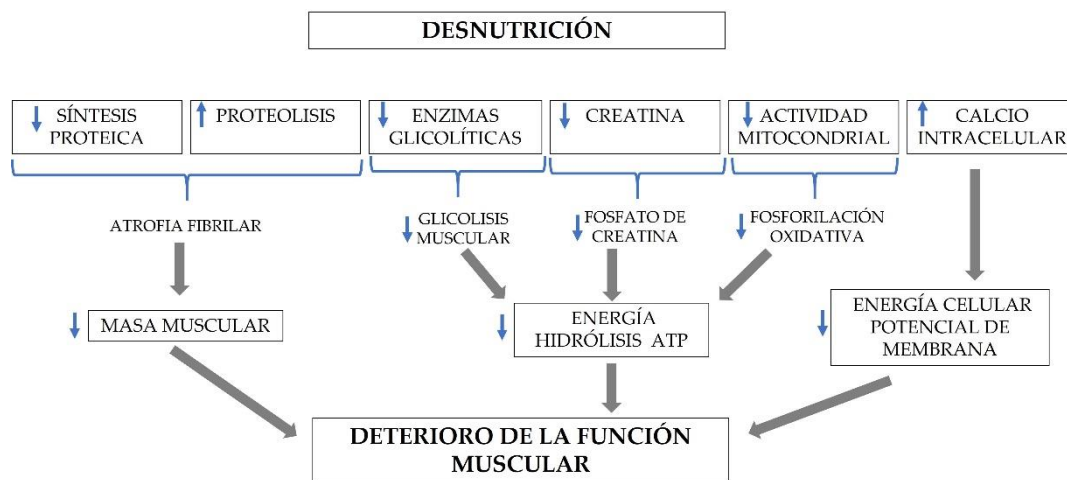 DESNUTRICIÓN
SÍNTESIS
PROTEICA
PROTEOLISIS
ENZIMAS
GLICOLÍTICAS
CREATINA
ACTIVIDAD
MITOCONDRIAL
CALCIO
INTRACELULAR
ATROFIA FIBRILAR
GLICOLISIS
MUSCULAR
FOSFATO DE
CREATINA
FOSFORILACIÓN
OXIDATIVA
MASA MUSCULAR
ENERGÍA
HIDRÓLISIS ATP
ENERGÍA CELULAR
POTENCIAL DE
MEMBRANA
DETERIORO DE LA FUNCIÓN
MUSCULAR